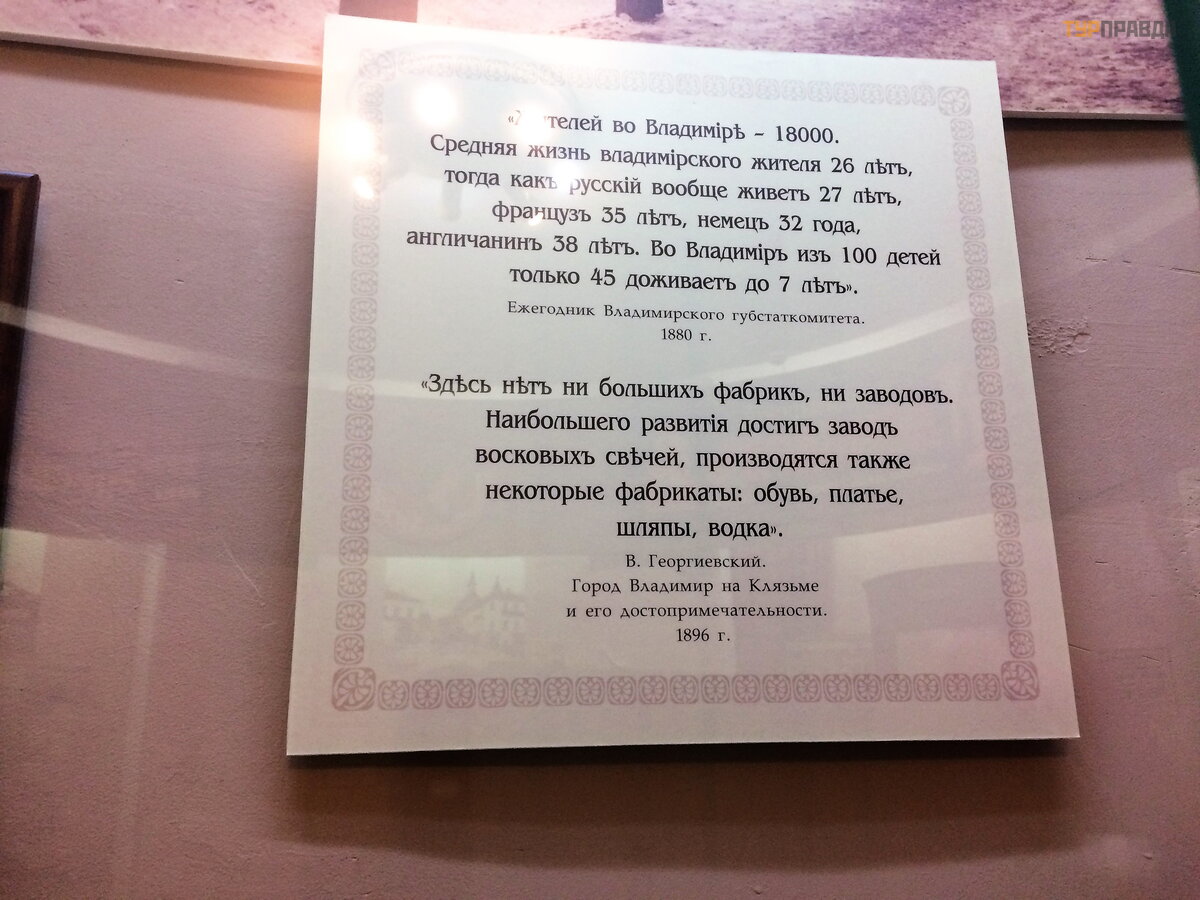 ТУРПРАВДА
«Жителей во Владимірѣ – 18000.
Средняя жизнь владимірского жителя 26 лѣтъ,
тогда какъ русскій вообще живетъ 27 лѣтъ,
французъ 35 лѣтъ, немецъ 32 года,
англичанинъ 38 лѣтъ. Во Владиміръ изъ 100 детей
только 45 доживаетъ до 7 лѣтъ».
Ежегодник Владимирского губстаткомитета.
1880 г.
«Здѣсь нѣтъ ни большихъ фабрикъ, ни заводовъ.
Наибольшего развитія достигъ заводъ
восковыхъ свѣчей, производятся также
некоторые фабрикаты: обувь, платье,
шляпы, водка».
В. Георгиевский.
Город Владимир на Клязьме
и его достопримечательности.
1896 г.